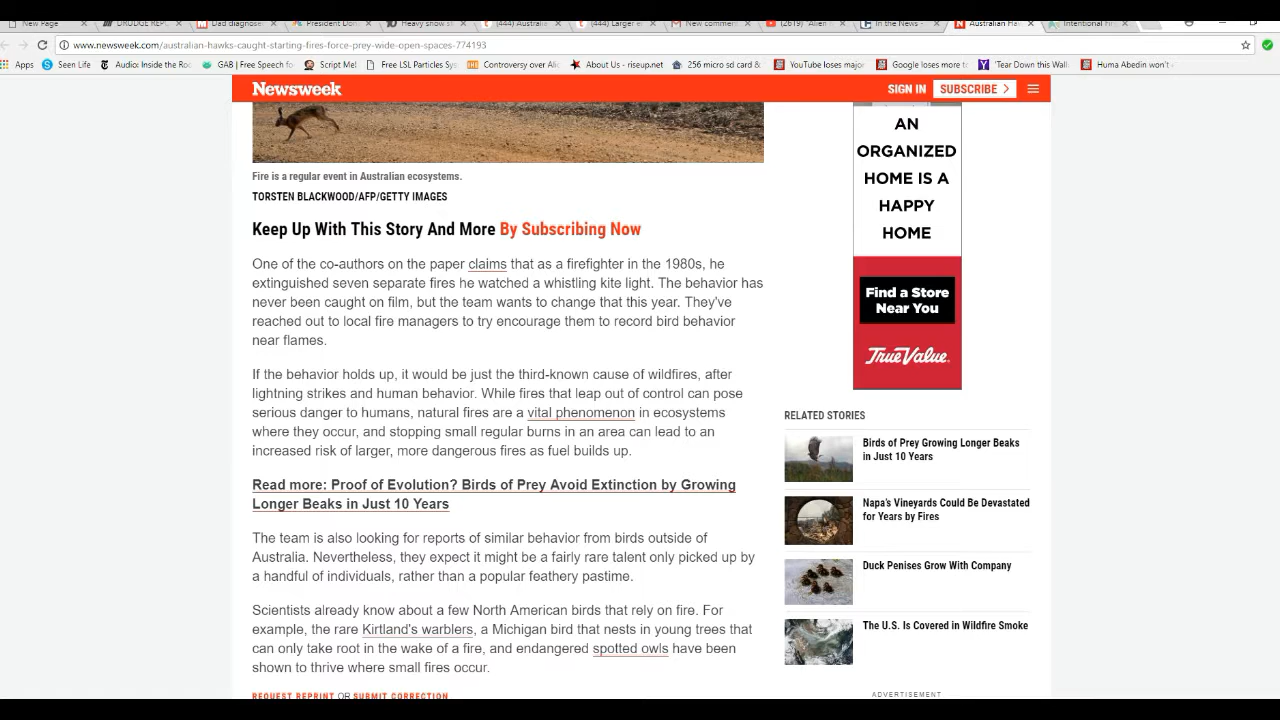 New Page
DRUDGE REP
Dad diagnose
President Do
Heavy snow s
(444) Australia
(444) Larger e
New comme
(2619) "Alien
In the News -
Australian Ha
Intentional Fi
www.newsweek.com/australian-hawks-caught-starting-fires-force-prey-wide-open-spaces-774193
Apps
Seen Life
Audio: Inside the Ro
GAB | Free Speech
Script Me!
Free LSL Particles Sy
Controversy over Al
About Us - riseup.net
256 micro sd card &
YouTube loses major
Google loses more t
'Tear Down this Wall
Huma Abedin won't
Newsweek
SIGN IN
SUBSCRIBE
Fire is a regular event in Australian ecosystems.
TORSTEN BLACKWOOD/AFP/GETTY IMAGES
Keep Up With This Story And More By Subscribing Now
One of the co-authors on the paper claims that as a firefighter in the 1980s, he
extinguished seven separate fires he watched a whistling kite light. The behavior has
never been caught on film, but the team wants to change that this year. They've
reached out to local fire managers to try encourage them to record bird behavior
near flames.
If the behavior holds up, it would be just the third-known cause of wildfires, after
lightning strikes and human behavior. While fires that leap out of control can pose
serious danger to humans, natural fires are a vital phenomenon in ecosystems
where they occur, and stopping small regular burns in an area can lead to an
increased risk of larger, more dangerous fires as fuel builds up.
Read more: Proof of Evolution? Birds of Prey Avoid Extinction by Growing
Longer Beaks in Just 10 Years
The team is also looking for reports of similar behavior from birds outside of
Australia. Nevertheless, they expect it might be a fairly rare talent only picked up by
a handful of individuals, rather than a popular feathery pastime.
Scientists already know about a few North American birds that rely on fire. For
example, the rare Kirtland's warblers, a Michigan bird that nests in young trees that
can only take root in the wake of a fire, and endangered spotted owls have been
shown to thrive where small fires occur.
REQUEST REPRINT OR SUBMIT CORRECTION
AN
ORGANIZED
HOME IS A
HAPPY
HOME
Find a Store
Near You
True Value.
RELATED STORIES
Birds of Prey Growing Longer Beaks
in Just 10 Years
Napa's Vineyards Could Be Devastated
for Years by Fires
Duck Penises Grow With Company
The U.S. Is Covered in Wildfire Smoke
ADVERTISEMENT